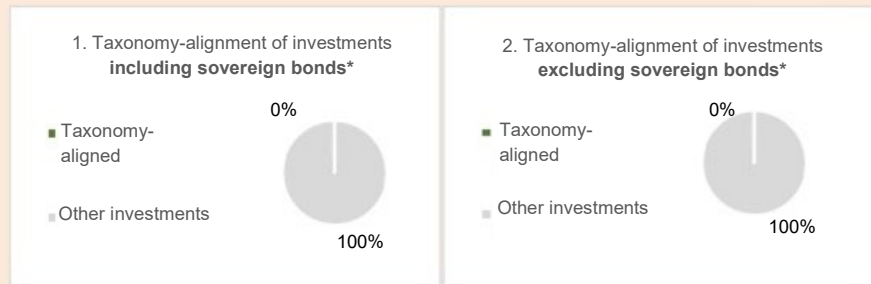 1. Taxonomy-alignment of investments
including sovereign bonds*
0%
Taxonomy-
aligned
Other investments
100%
2. Taxonomy-alignment of investments
excluding sovereign bonds*
0%
Taxonomy-
aligned
Other investments
100%